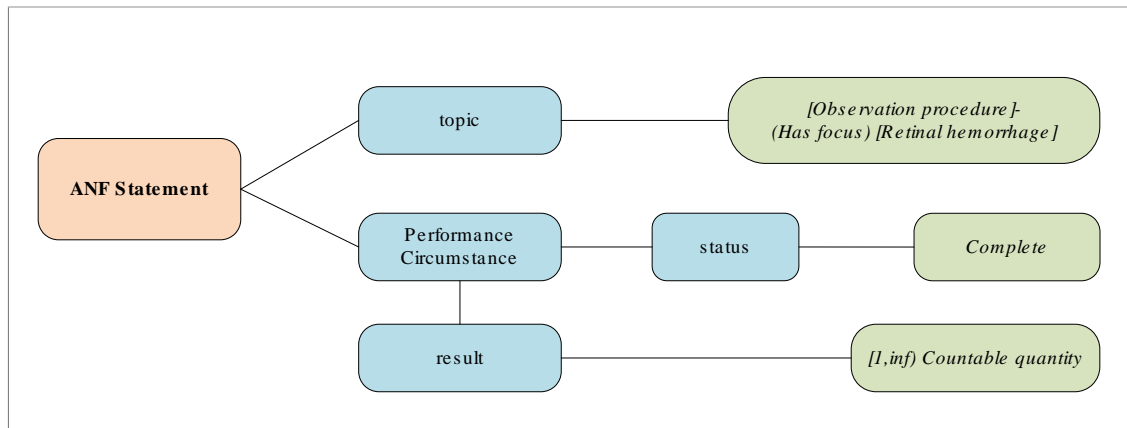 ANF Statement
topic
[Observation procedure]-
(Has focus) [Retinal hemorrhage]
Performance
Circumstance
status
Complete
result
[1,inf) Countable quantity